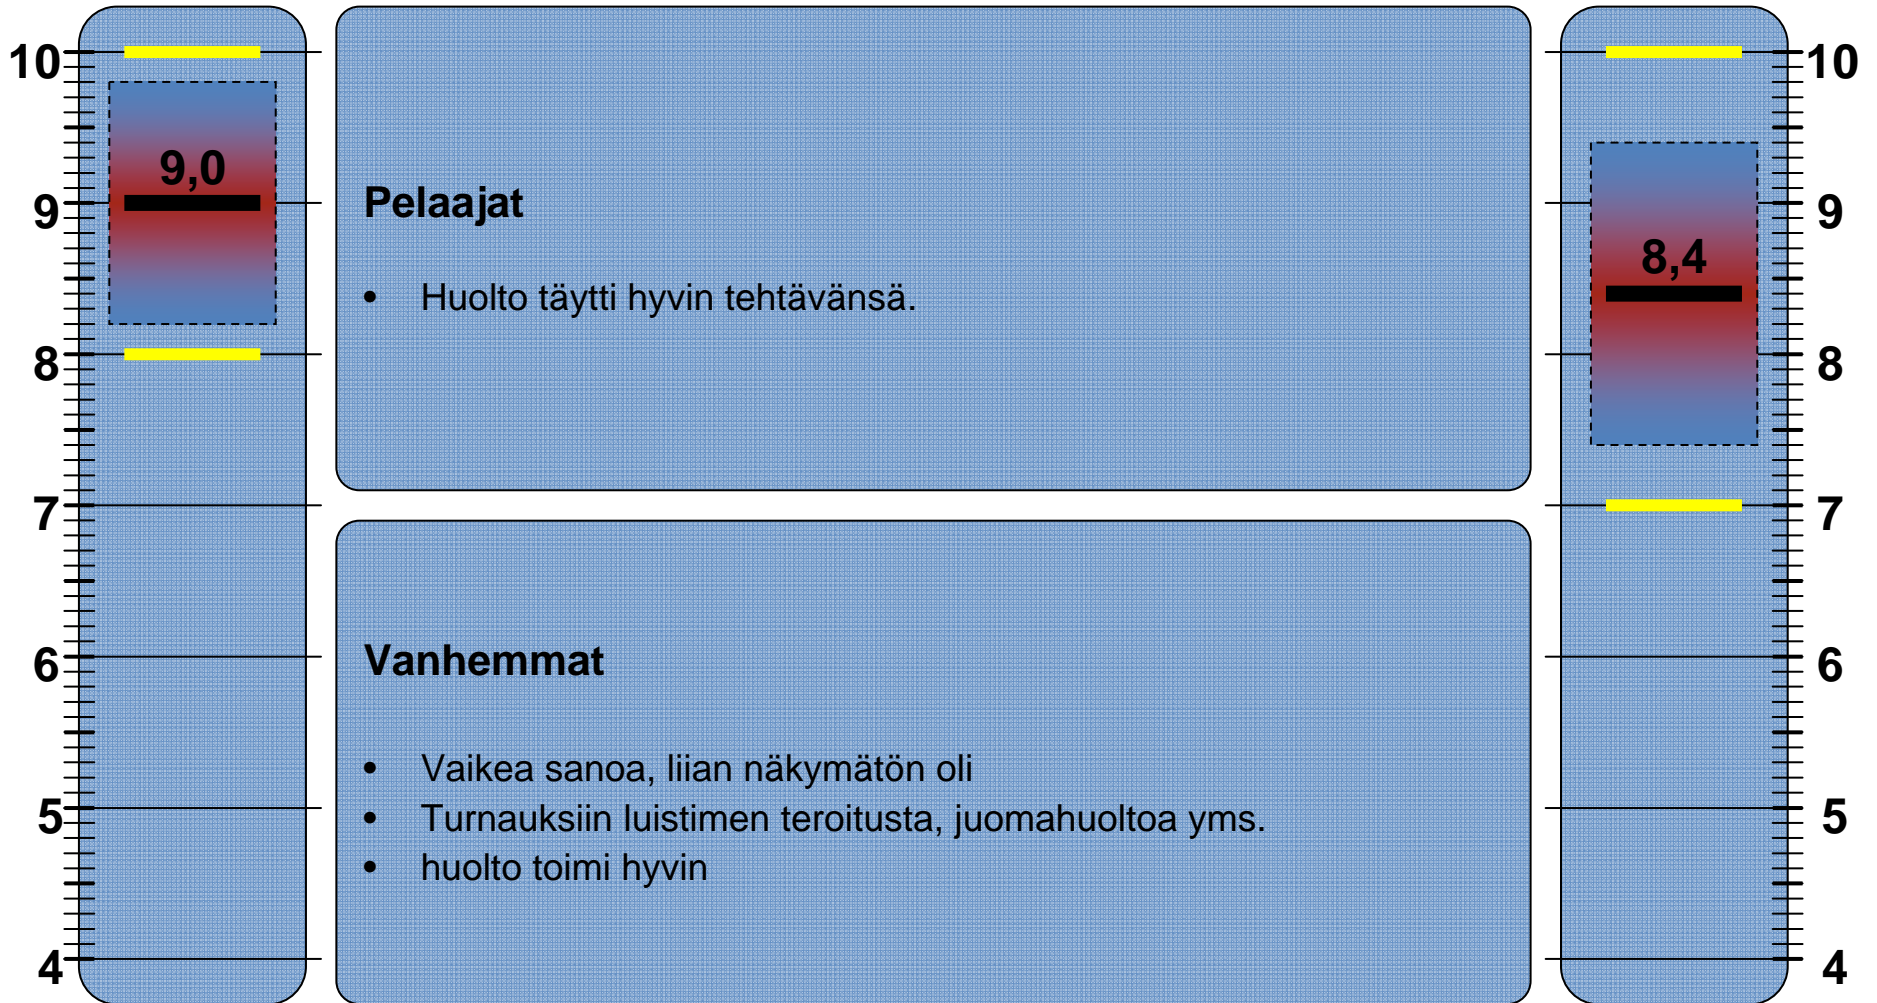 10
9
8
7
6
5
4
9,0
Pelaajat
• Huolto täytti hyvin tehtävänsä.
Vanhemmat
• Vaikea sanoa, liian näkymätön oli
• Turnauksiin luistimen teroitusta, juomahuoltoa yms.
• huolto toimi hyvin
8,4
10
9
8
7
6
5
4